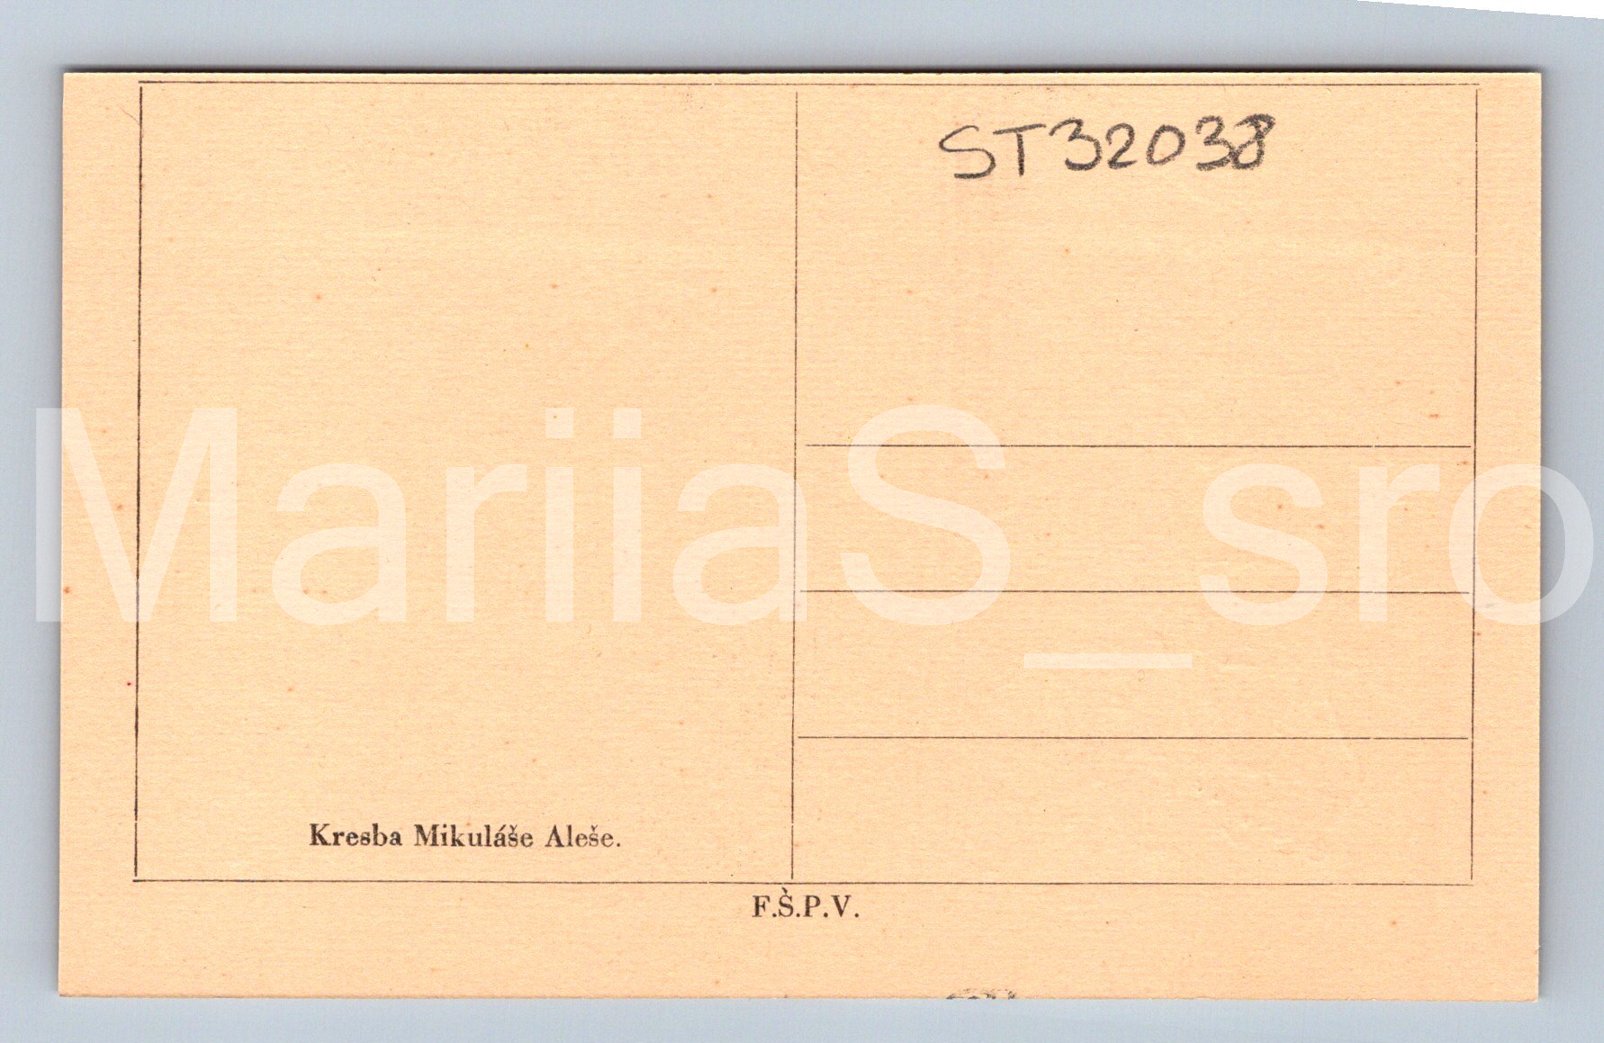 ST32038
MariiaS_sro
Kresba Mikuláše Aleše.
F.Š.P.V.